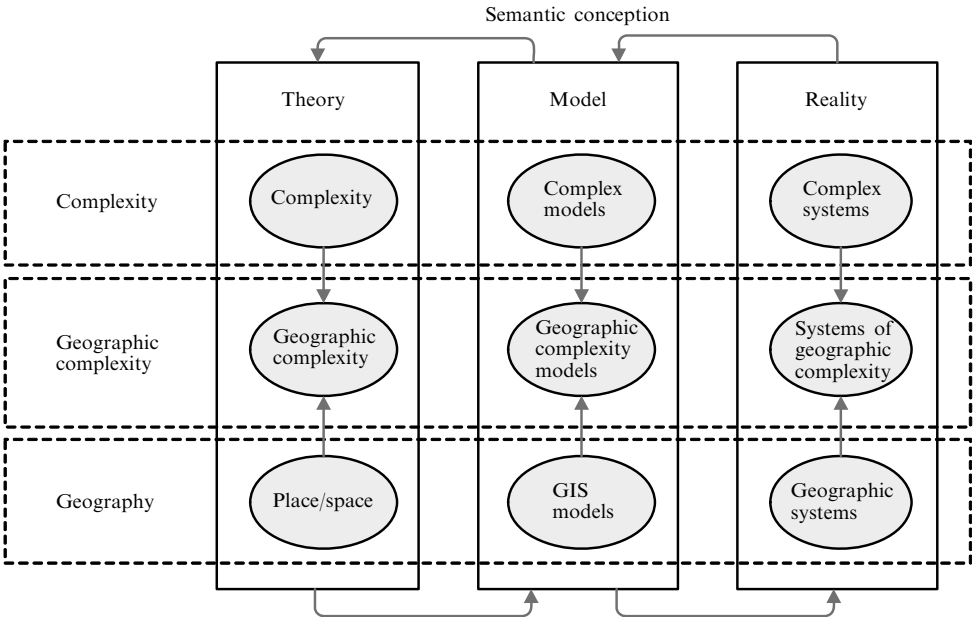 Semantic conception
Theory
Model
Reality
Complexity
Complexity
Complex
models
Complex
systems
Geographic
complexity
Geographic
complexity
Geographic
complexity
models
Systems of
geographic
complexity
Geography
Place/space
GIS
models
Geographic
systems